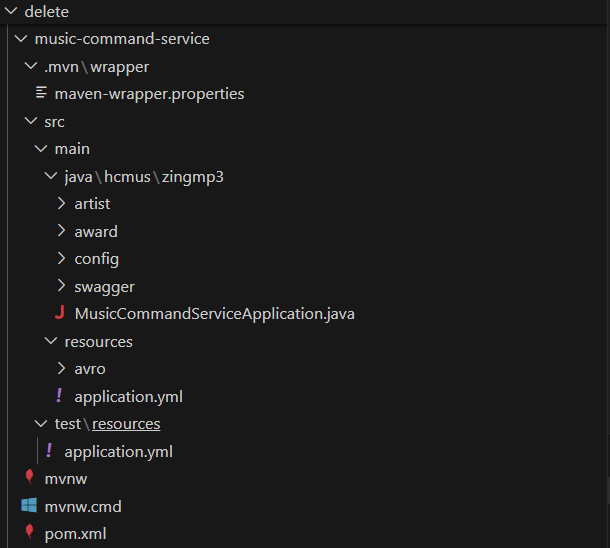 delete
music-command-service
.mvn\wrapper
maven-wrapper.properties
src
main
java\hcmus\zingmp3
artist
award
config
swagger
MusicCommandServiceApplication.java
resources
avro
application.yml
test\resources
application.yml
mvnw
mvnw.cmd
pom.xml